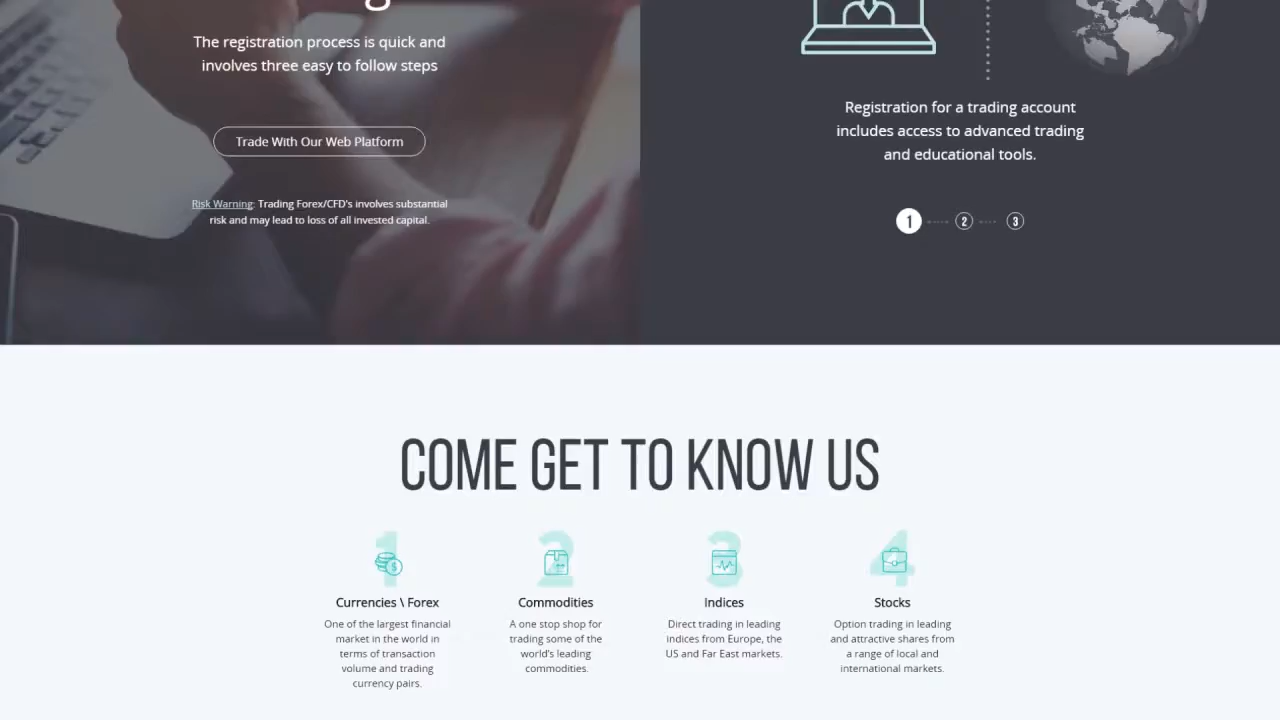 The registration process is quick and
involves three easy to follow steps
Trade With Our Web Platform
Risk Warning: Trading Forex/CFD's involves substantial
risk and may lead to loss of all invested capital.
Registration for a trading account
includes access to advanced trading
and educational tools.
1 2 3
COME GET TO KNOW US
1
Currencies \ Forex
One of the largest financial
market in the world in
terms of transaction
volume and trading
currency pairs.
2
Commodities
A one stop shop for
trading some of the
world's leading
commodities.
3
Indices
Direct trading in leading
indices from Europe, the
US and Far East markets.
4
Stocks
Option trading in leading
and attractive shares from
a range of local and
international markets.